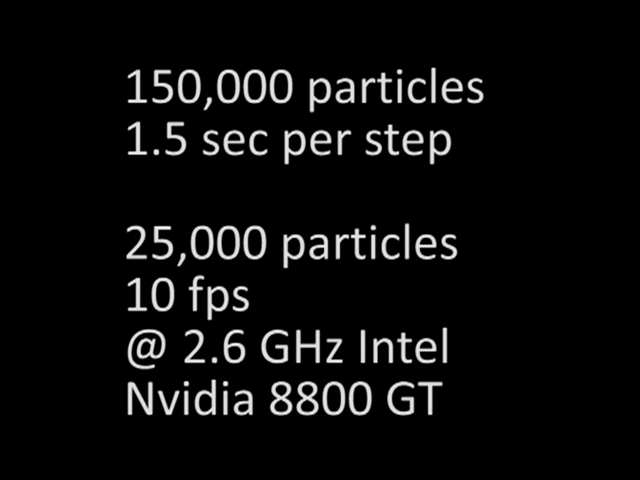 150,000 particles
1.5 sec per step
25,000 particles
10 fps
@ 2.6 GHz Intel
Nvidia 8800 GT